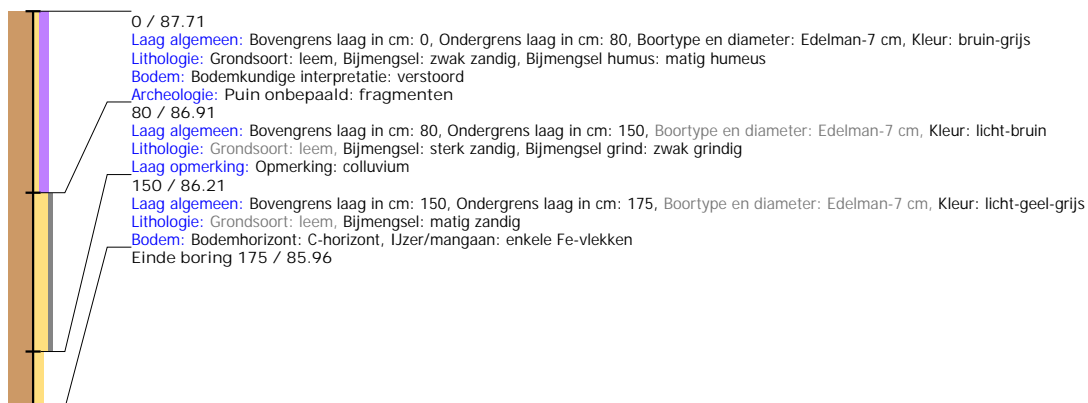 0 / 87.71
Laag algemeen: Bovengrens laag in cm: 0, Ondergrens laag in cm: 80, Boortype en diameter: Edelman-7 cm, Kleur: bruin-grijs
Lithologie: Grondsoort: leem, Bijmengsel: zwak zandig, Bijmengsel humus: matig humeus
Bodem: Bodemkundige interpretatie: verstoord
Archeologie: Puin onbepaald: fragmenten
80 / 86.91
Laag algemeen: Bovengrens laag in cm: 80, Ondergrens laag in cm: 150, Boortype en diameter: Edelman-7 cm, Kleur: licht-bruin
Lithologie: Grondsoort: leem, Bijmengsel: sterk zandig, Bijmengsel grind: zwak grindig
Laag opmerking: Opmerking: colluvium
150 / 86.21
Laag algemeen: Bovengrens laag in cm: 150, Ondergrens laag in cm: 175, Boortype en diameter: Edelman-7 cm, Kleur: licht-geel-grijs
Lithologie: Grondsoort: leem, Bijmengsel: matig zandig
Bodem: Bodemhorizont: C-horizont, IJzer/mangaan: enkele Fe-vlekken
Einde boring 175 / 85.96